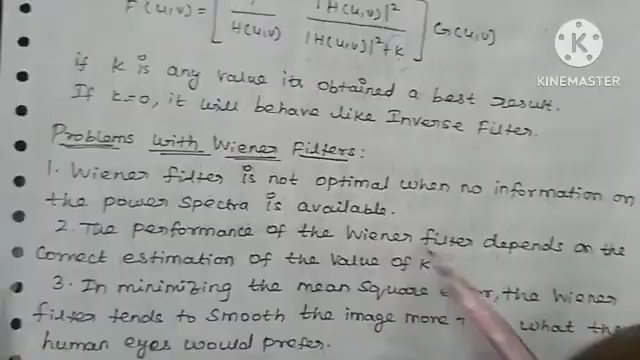 F(u,v) = [ 1/H(u,v) |H(u,v)|²/|H(u,v)|²+k ] G(u,v)
if k is any value its obtained a best result.
If k=0, it will behave like Inverse Filter.
Problems with Wiener Filters:
1. Wiener filter is not optimal when no information on
the power spectra is available.
2. The performance of the Wiener filter depends on the
correct estimation of the value of k
3. In minimizing the mean square the Wiener
filter tends to smooth the image more what the
human eyes would prefer.
KINEMASTER